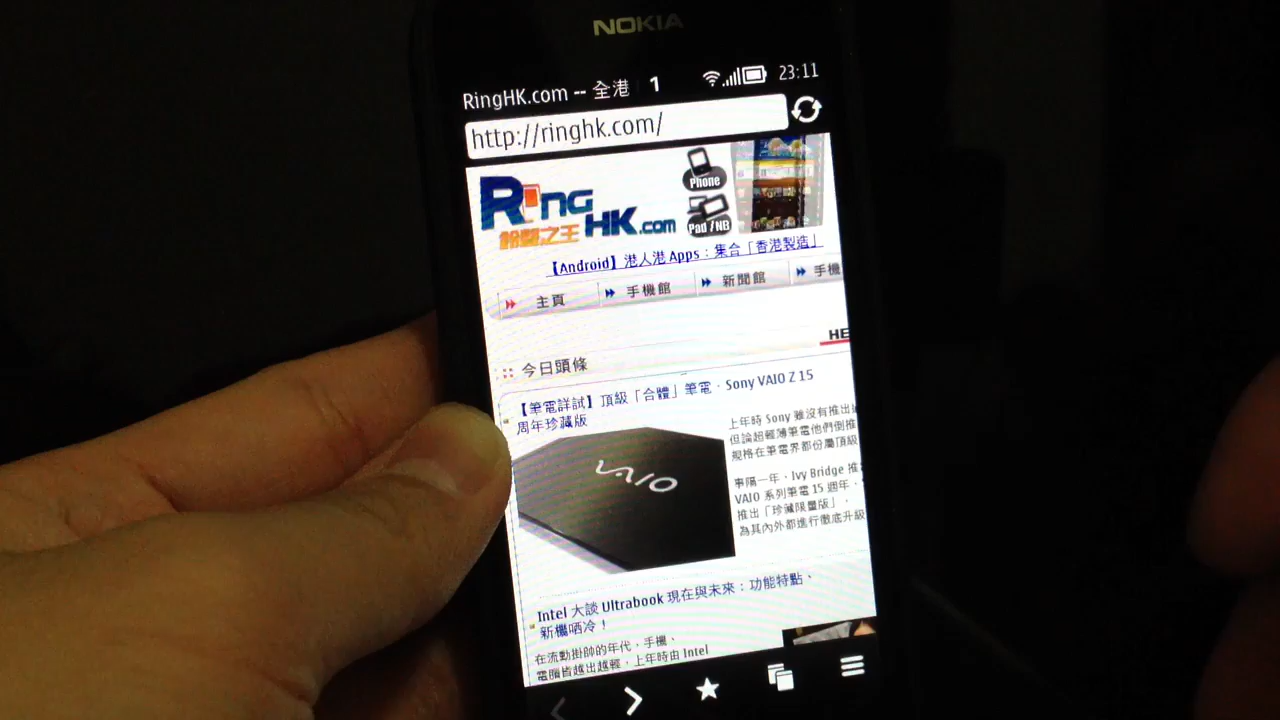 NOKIA
RingHK.com -- 全港 1 23:11
http://ringhk.com/
Phone
RingHK.com
Pad / NB
鈴聲之王
【Android】港人港 Apps：集合「香港製造」
主頁 手機館 新聞館 手機
HE
今日頭條
【筆電詳試】頂級「合體」筆電．Sony VAIO Z 15
周年珍藏版
上年時 Sony 雖沒有推出
但論超輕薄筆電他們倒推
規格在筆電界都份屬頂級
VAIO
事隔一年，Ivy Bridge 推
VAIO 系列筆電 15 週年，
推出「珍藏限量版」，
為其內外都進行徹底升級
Intel 大談 Ultrabook 現在與未來：功能特點、
新機哂冷！
在流動掛帥的年代，手機、
電腦皆越出越輕，上年時由 Intel